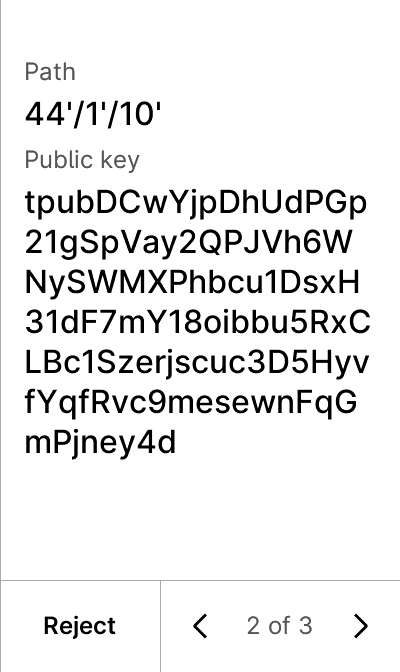 Path
44'/1'/10'
Public key
tpubDCwYjpDhUdPGp
21gSpVay2QPJVh6W
NySWMXPhbcu1DsxH
31dF7mY18oibbu5RxC
LBc1Szerjscuc3D5Hyv
fYqfRvc9mesewnFqG
mPjney4d
Reject
2 of 3